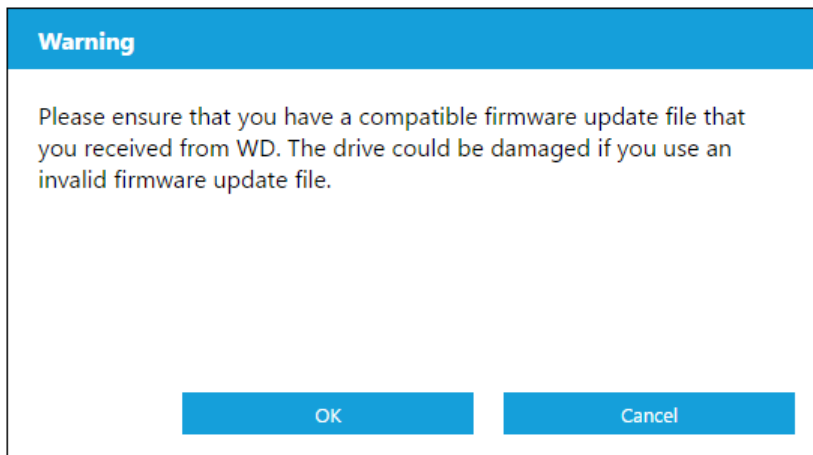 Warning
Please ensure that you have a compatible firmware update file that
you received from WD. The drive could be damaged if you use an
invalid firmware update file.
OK
Cancel